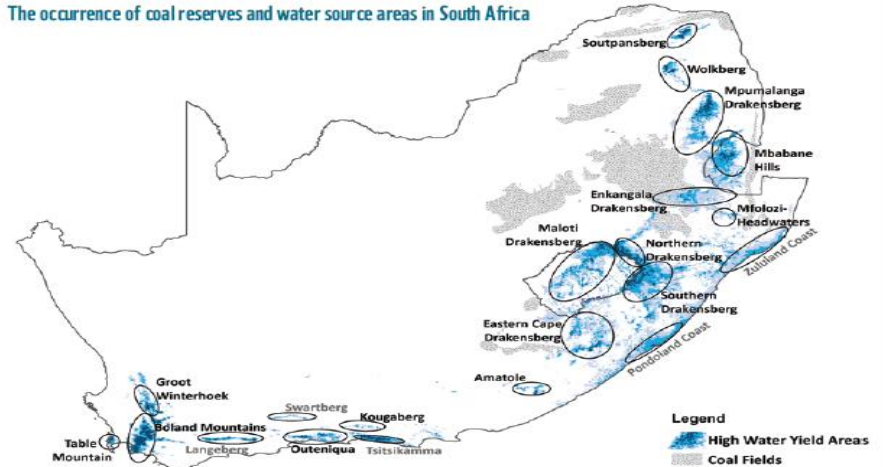 The occurrence of coal reserves and water source areas in South Africa
Soutpansberg
Wolkberg
Mpumalanga
Drakensberg
Mbabane
Hills
Enkangala
Drakensberg
Mfolozi-
Headwaters
Maloti
Drakensberg
Northern
Drakensberg
Zululand Coast
Southern
Drakensberg
Eastern Cape
Drakensberg
Pondoland Coast
Amatole
Groot
Winterhoek
Swartberg
Kougaberg
Boland Mountains
Table
Mountain
Langeberg
Outeniqua
Tsitsikamma
Legend
High Water Yield Areas
Coal Fields